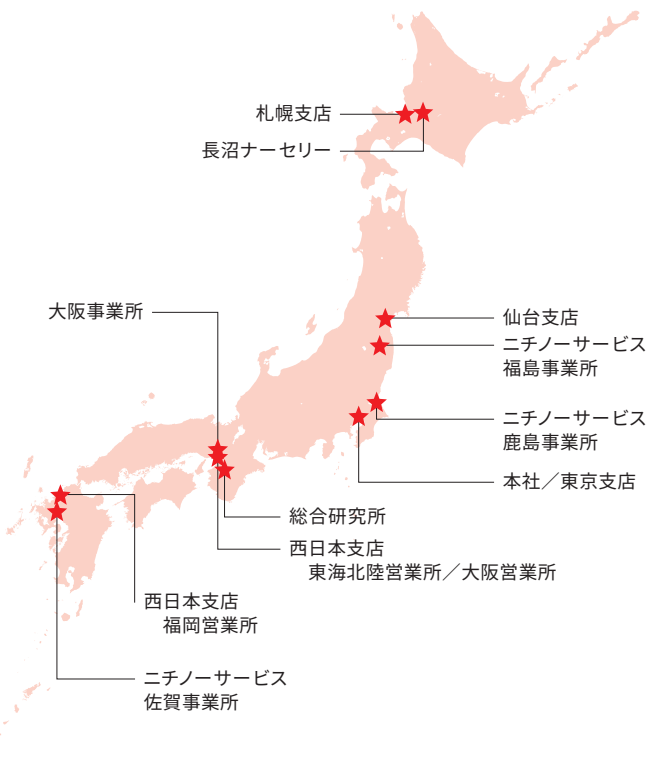 札幌支店
長沼ナーセリー
大阪事業所
仙台支店
ニチノーサービス
福島事業所
ニチノーサービス
鹿島事業所
本社／東京支店
総合研究所
西日本支店
東海北陸営業所／大阪営業所
西日本支店
福岡営業所
ニチノーサービス
佐賀事業所